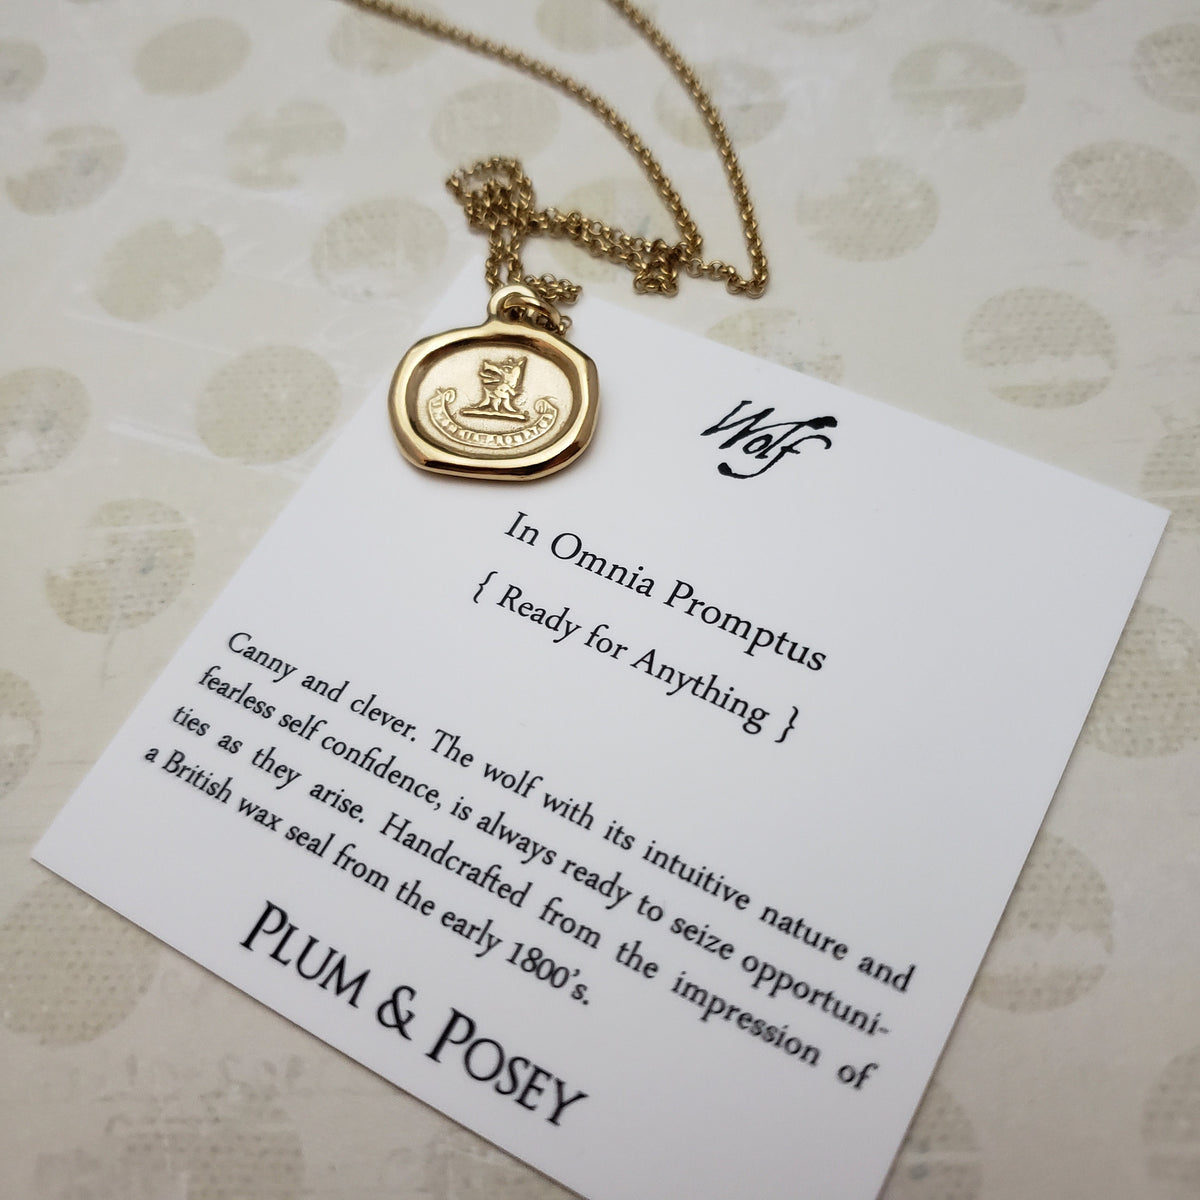 Wolf
In Omnia Promptus
{ Ready for Anything }
Canny and clever. The wolf with its intuitive nature and
fearless self confidence, is always ready to seize opportuni-
ties as they arise. Handcrafted from the impression of
a British wax seal from the early 1800's.
PLUM & POSEY